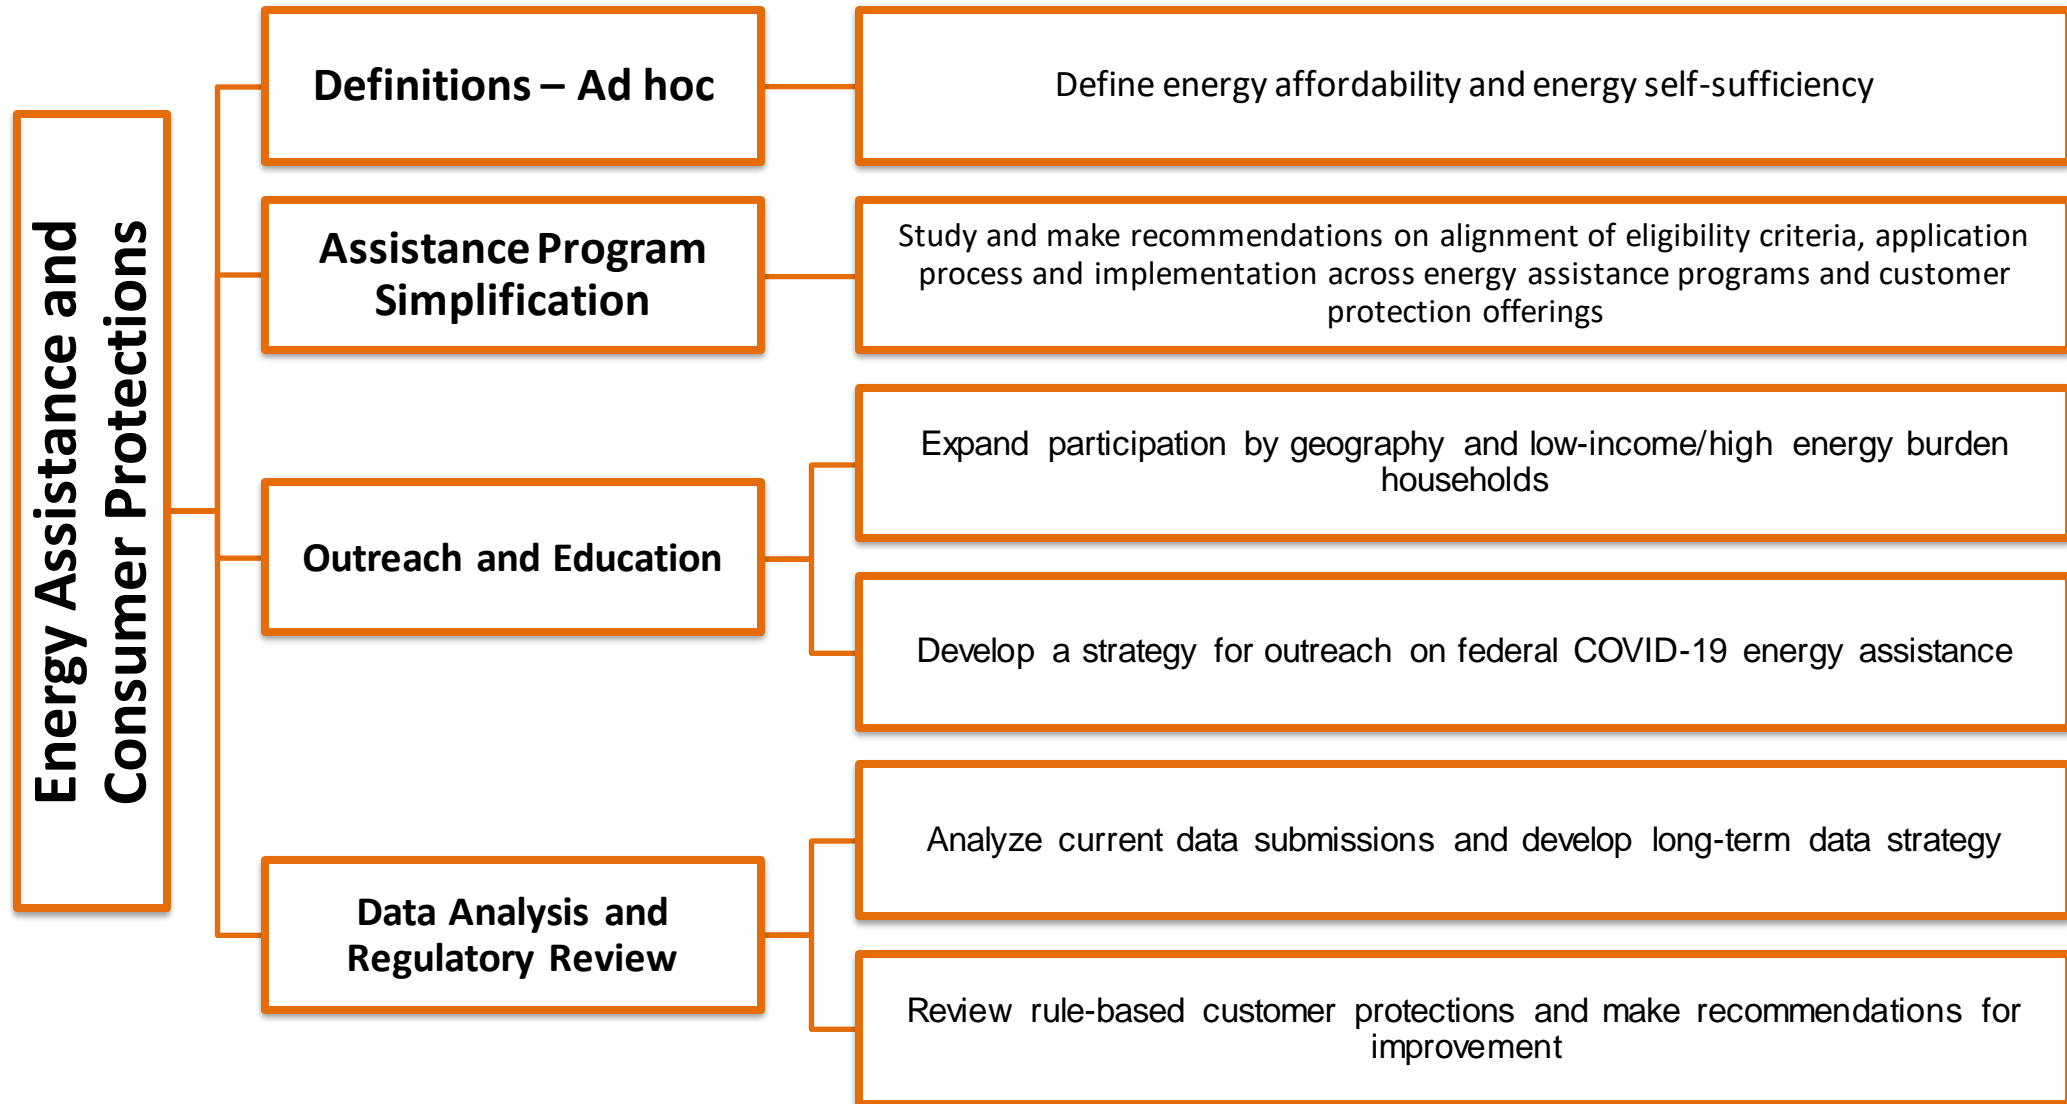 Energy Assistance and
Consumer Protections
Definitions – Ad hoc
Define energy affordability and energy self-sufficiency
Assistance Program
Simplification
Study and make recommendations on alignment of eligibility criteria, application
process and implementation across energy assistance programs and customer
protection offerings
Outreach and Education
Expand participation by geography and low-income/high energy burden
households
Develop a strategy for outreach on federal COVID-19 energy assistance
Data Analysis and
Regulatory Review
Analyze current data submissions and develop long-term data strategy
Review rule-based customer protections and make recommendations for
improvement